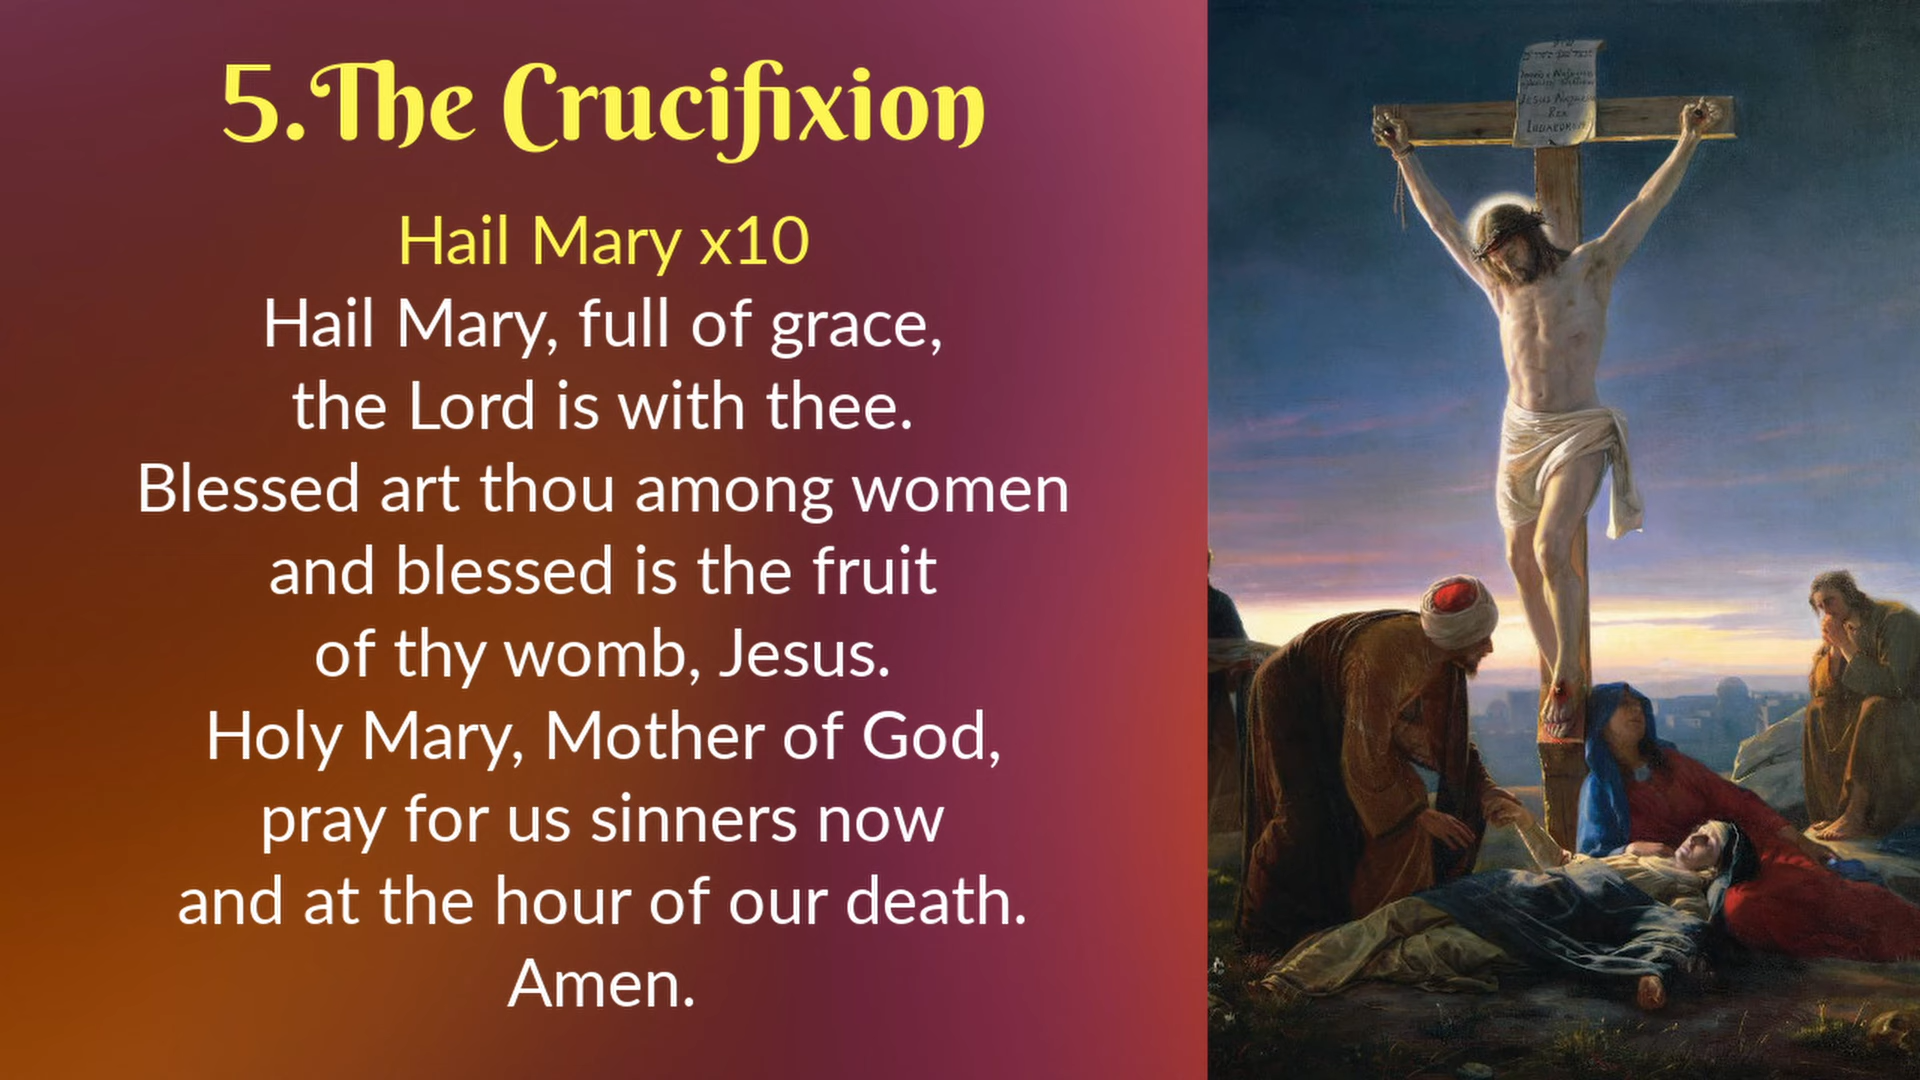 5.The Crucifixion
Hail Mary x10
Hail Mary, full of grace,
the Lord is with thee.
Blessed art thou among women
and blessed is the fruit
of thy womb, Jesus.
Holy Mary, Mother of God,
pray for us sinners now
and at the hour of our death.
Amen.
Rex